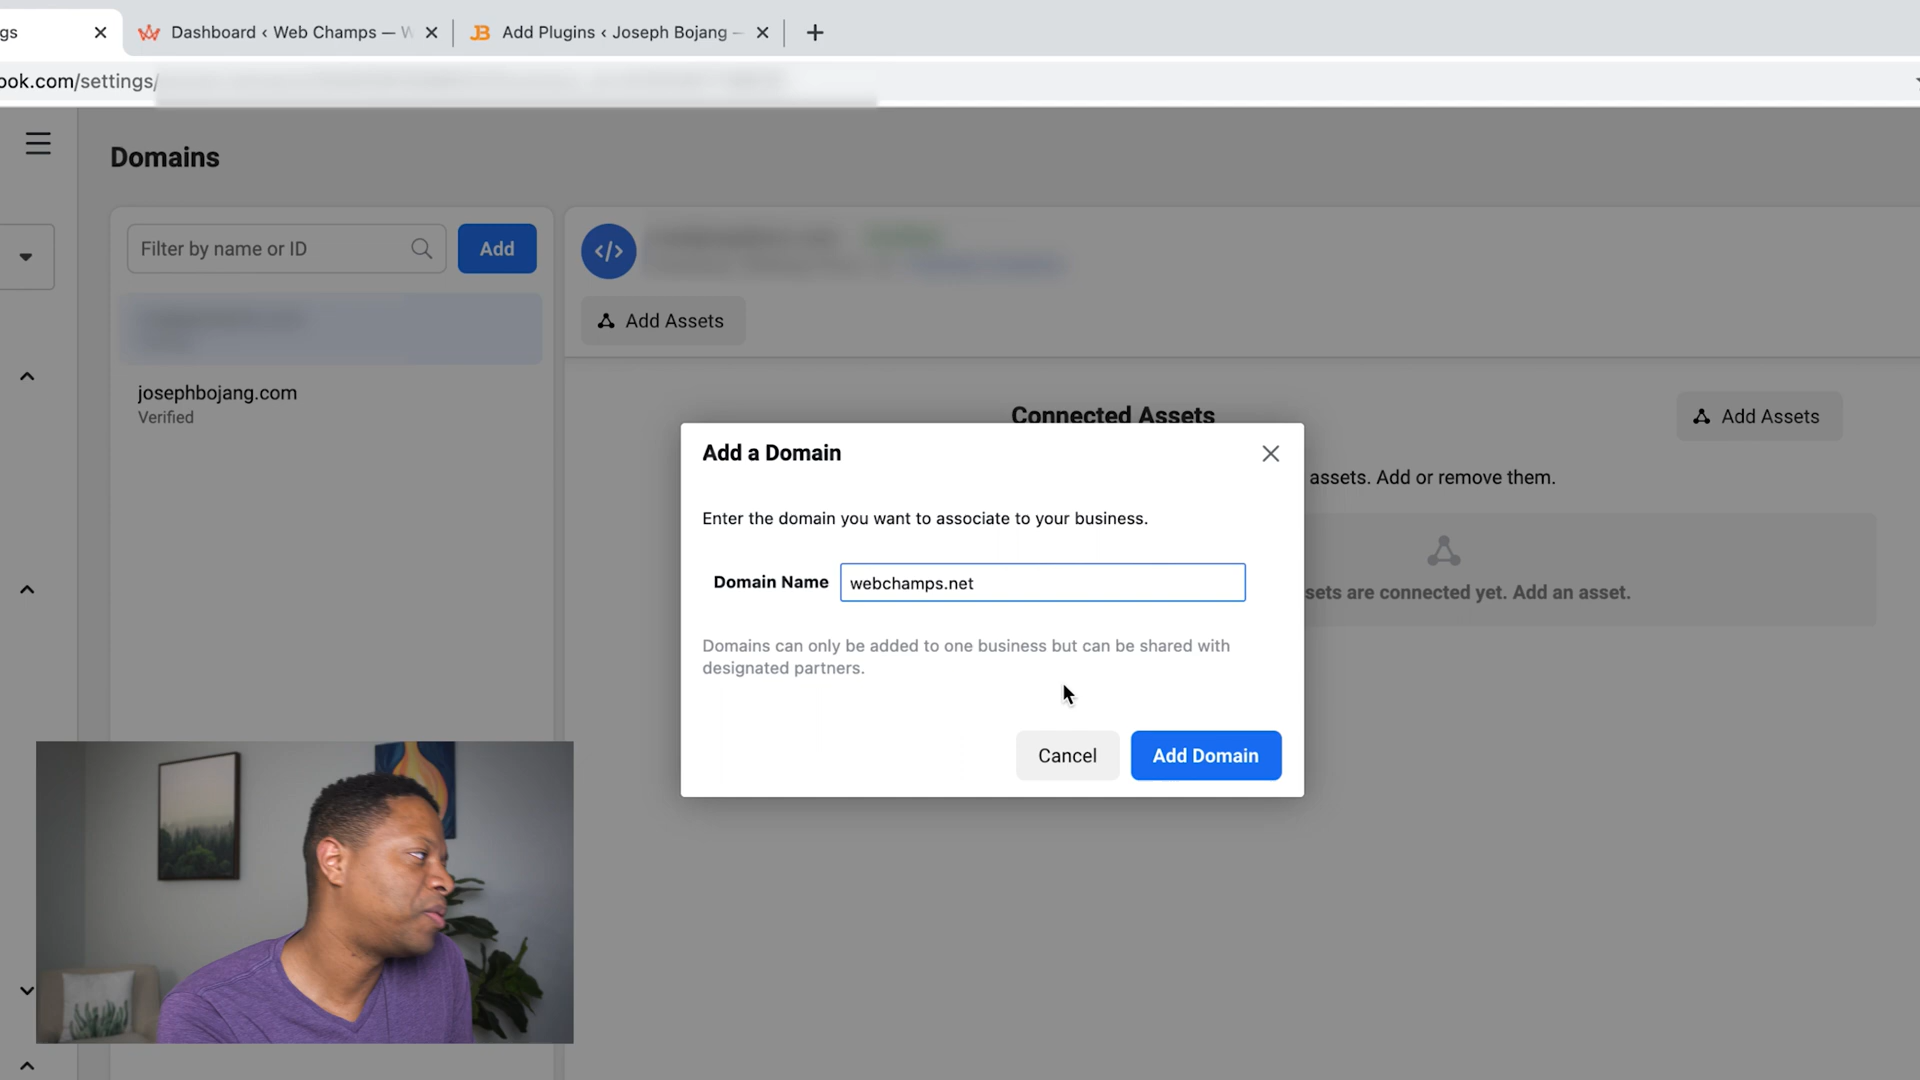 gs
Dashboard ‹ Web Champs — W
JB
Add Plugins ‹ Joseph Bojang —
ook.com/settings/
Domains
Filter by name or ID
Add
</>
Add Assets
josephbojang.com
Verified
Connected Assets
Add Assets
assets. Add or remove them.
sets are connected yet. Add an asset.
Add a Domain
Enter the domain you want to associate to your business.
Domain Name
webchamps.net
Domains can only be added to one business but can be shared with
designated partners.
Cancel
Add Domain